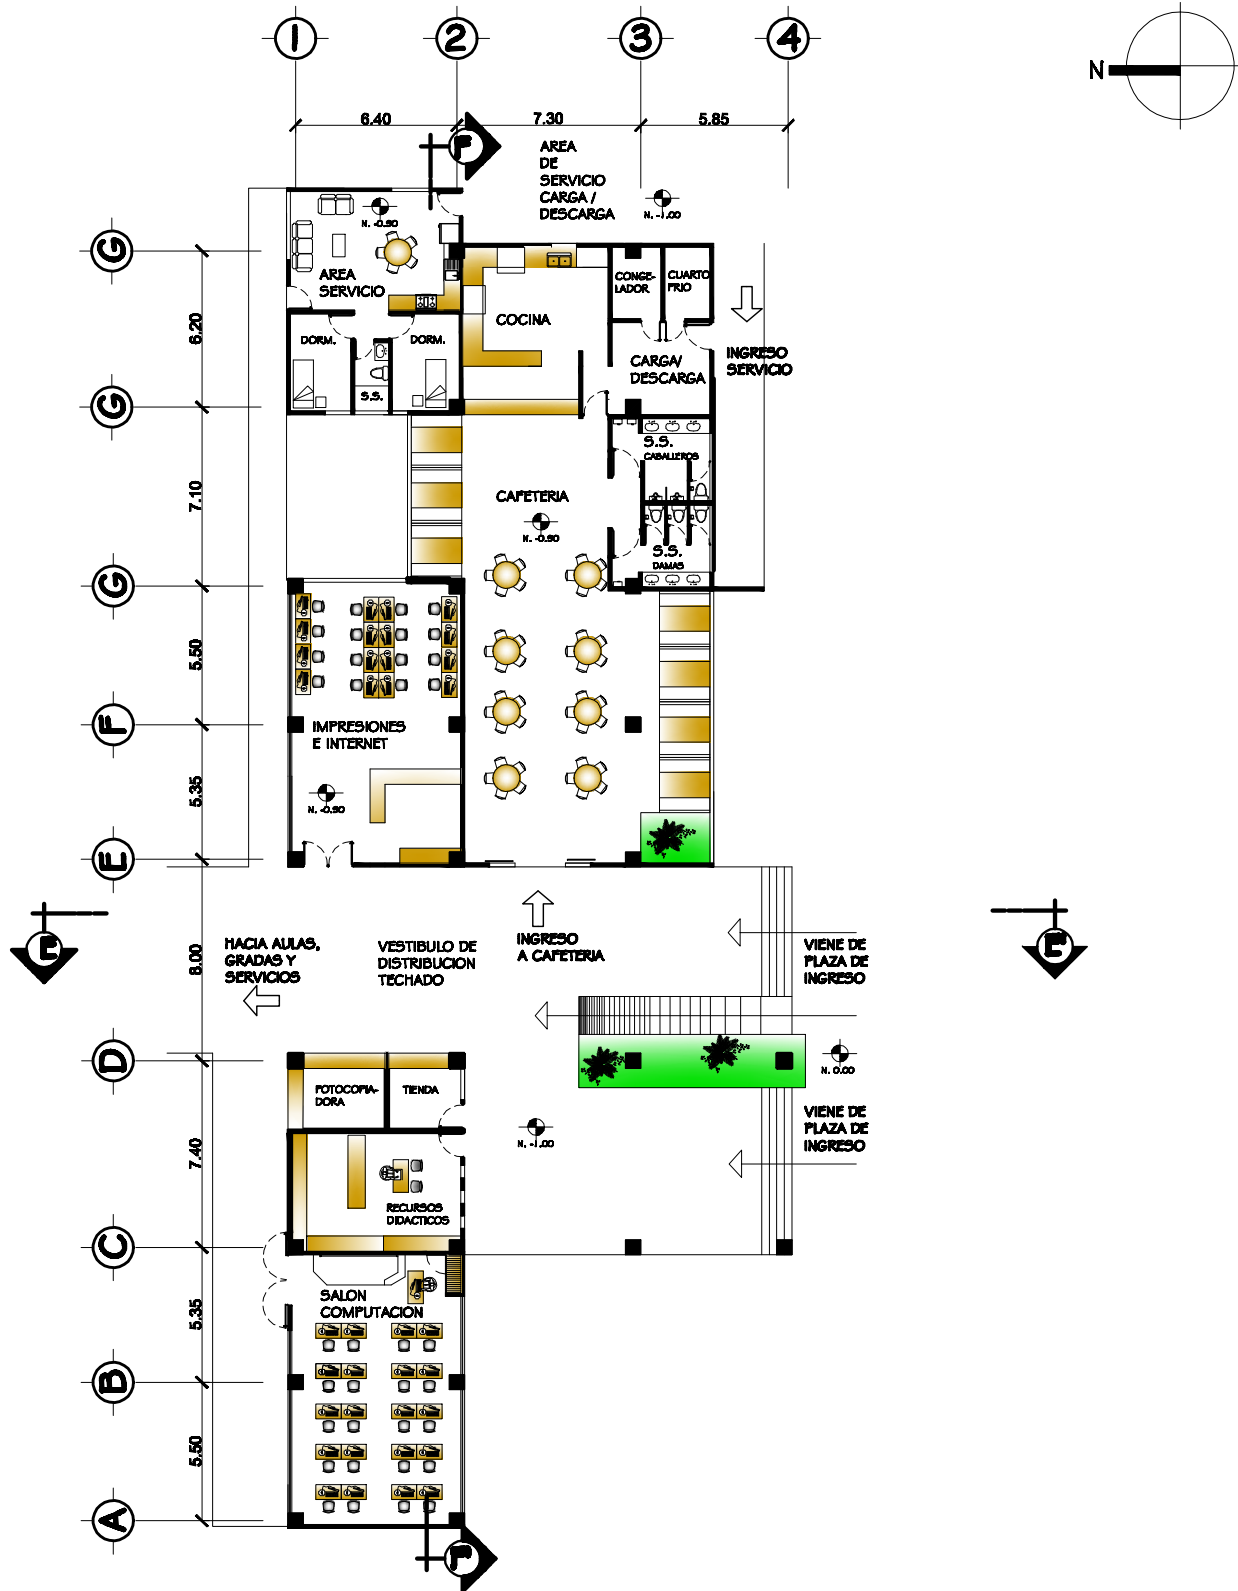 1 2 3 4
N
6.40 7.30 5.85
AREA
DE
SERVICIO
CARGA /
DESCARGA
N. -1.00
N. -0.50
AREA
SERVICIO
G
CONGE-
LADOR
CUARTO
FRIO
COCINA
6.20
DORM.
DORM.
S.S.
CARGA/
DESCARGA
INGRESO
SERVICIO
G
S.S.
CABALLEROS
7.10
CAFETERIA
N. -0.50
S.S.
DAMAS
G
5.50
F
IMPRESIONES
E INTERNET
5.35
N. -0.50
E
E
E
8.00
HACIA AULAS,
GRADAS Y
SERVICIOS
VESTIBULO DE
DISTRIBUCION
TECHADO
INGRESO
A CAFETERIA
VIENE DE
PLAZA DE
INGRESO
D
N. 0.00
FOTOCOPIA-
DORA
TIENDA
N. -1.00
VIENE DE
PLAZA DE
INGRESO
7.40
RECURSOS
DIDACTICOS
C
SALON
COMPUTACION
5.35
B
5.50
A